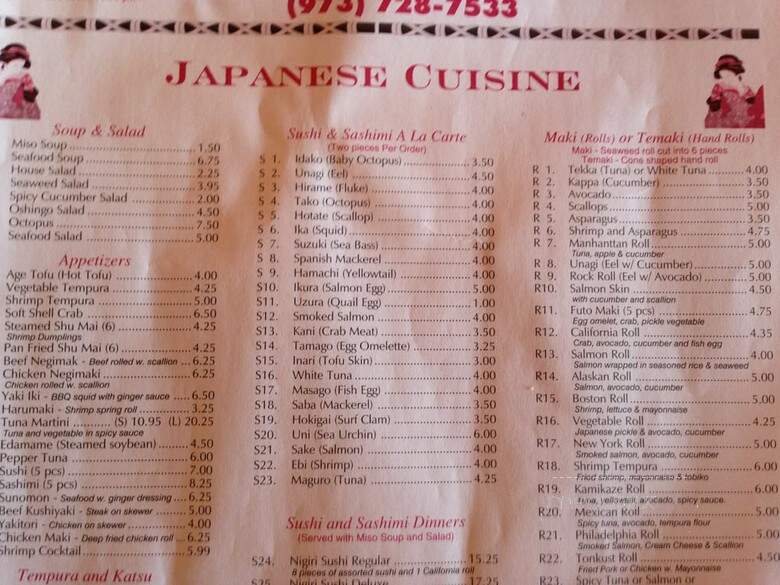 (973) 728-7533
JAPANESE CUISINE
Soup & Salad
Miso Soup 1.50
Seafood Soup 6.75
House Salad 2.25
Seaweed Salad 3.95
Spicy Cucumber Salad 2.00
Oshingo Salad 4.50
Octopus 7.50
Seafood Salad 5.00
Appetizers
Age Tofu (Hot Tofu) 4.00
Vegetable Tempura 4.25
Shrimp Tempura 5.00
Soft Shell Crab 6.50
Steamed Shu Mai (6) 4.25
Shrimp Dumplings
Pan Fried Shu Mai (6) 4.25
Beef Negimak - Beef rolled w. scallion 6.25
Chicken Negimaki 6.25
Chicken rolled w. scallion
Yaki Iki - BBQ squid with ginger sauce 6.50
Harumaki - Shrimp spring roll 3.25
Tuna Martini (S) 10.95 (L) 20.25
Tuna and vegetable in spicy sauce
Edamame (Steamed soybean) 4.50
Pepper Tuna 6.00
Sushi (5 pcs) 7.00
Sashimi (5 pcs) 8.25
Sunomon - Seafood w. ginger dressing 6.25
Beef Kushiyaki - Steak on skewer 5.00
Yakitori - Chicken on skewer 4.00
Chicken Maki - Deep fried chicken roll 6.25
Shrimp Cocktail 5.99
Tempura and Katsu
Sushi & Sashimi A La Carte
(Two pieces Per Order)
S 1. Idako (Baby Octopus) 3.50
S 2. Unagi (Eel) 4.50
S 3. Hirame (Fluke) 4.00
S 4. Tako (Octopus) 4.00
S 5. Hotate (Scallop) 4.00
S 6. Ika (Squid) 4.00
S 7. Suzuki (Sea Bass) 4.00
S 8. Spanish Mackerel 4.00
S 9. Hamachi (Yellowtail) 4.00
S10. Ikura (Salmon Egg) 5.00
S11. Uzura (Quail Egg) 1.00
S12. Smoked Salmon 4.00
S13. Kani (Crab Meat) 3.50
S14. Tamago (Egg Omelette) 3.25
S15. Inari (Tofu Skin) 3.00
S16. White Tuna 4.00
S17. Masago (Fish Egg) 4.00
S18. Saba (Mackerel) 3.50
S19. Hokigai (Surf Clam) 3.50
S20. Uni (Sea Urchin) 6.00
S21. Sake (Salmon) 4.00
S22. Ebi (Shrimp) 4.00
S23. Maguro (Tuna) 4.25
Sushi and Sashimi Dinners
(Served with Miso Soup and Salad)
S24. Nigiri Sushi Regular 15.25
8 pieces of assorted sushi and 1 California roll
S25. Nigiri Sushi Deluxe 17.25
Maki (Rolls) or Temaki (Hand Rolls)
Maki - Seaweed roll cut into 6 pieces
Temaki - Cone shaped hand roll
R 1. Tekka (Tuna) or White Tuna 4.00
R 2. Kappa (Cucumber) 3.50
R 3. Avocado 3.50
R 4. Scallops 5.00
R 5. Asparagus 3.50
R 6. Shrimp and Asparagus 4.75
R 7. Manhanttan Roll 5.00
Tuna, apple & cucumber
R 8. Unagi (Eel w/ Cucumber) 5.00
R 9. Rock Roll (Eel w/ Avocado) 5.00
R10. Salmon Skin 4.50
with cucumber and scallion
R11. Futo Maki (5 pcs) 4.75
Egg omelet, crab, pickle vegetable
R12. California Roll 4.35
Crab, avocado, cucumber and fish egg
R13. Salmon Roll 4.00
Salmon wrapped in seasoned rice & seaweed
R14. Alaskan Roll 5.00
Salmon, avocado, cucumber
R15. Boston Roll 5.00
Shrimp, lettuce & mayonnaise
R16. Vegetable Roll 4.25
Japanese pickle & avocado, cucumber
R17. New York Roll 5.00
Smoked salmon, avocado, cucumber
R18. Shrimp Tempura 6.00
Fried shrimp, mayonnaise & tobiko
R19. Kamikaze Roll 6.00
Tuna, yellowtail, avocado, spicy sauce
R20. Mexican Roll 5.00
Spicy tuna, avocado, tempura flour
R21. Philadelphia Roll 5.00
Smoked Salmon, Cream Cheese & Scallion
R22. Tonkust Roll 4.50
Fried Pork or Chicken w. Mayonnaise
R23. Spicy Tuna or Salmon or